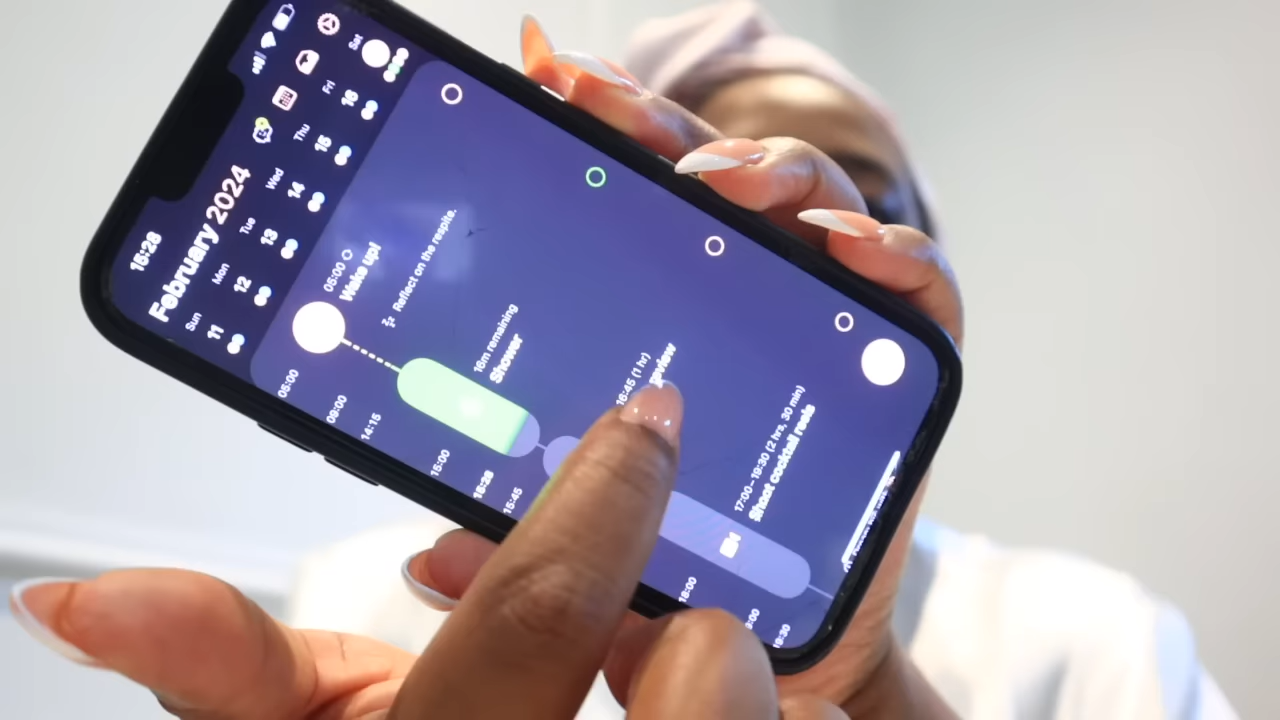 15:28
February 2024
Sun Mon Tue Wed Thu Fri Sat
11 12 13 14 15 16
05:00
05:00
Wake up!
09:00
Reflect on the respite.
14:15
15:00
16m remaining
Shower
15:28
15:45
16:45 (1 hr)
17:00–19:30 (2 hrs, 30 min)
Shoot cocktail reels
18:00